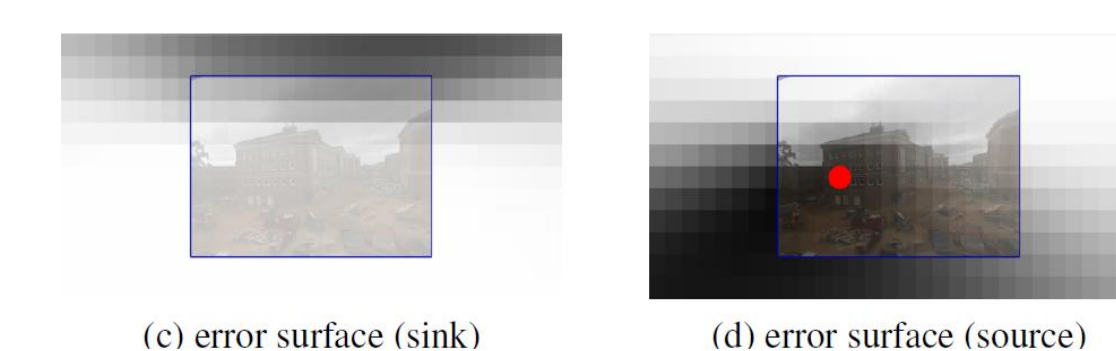 (c) error surface (sink)
(d) error surface (source)